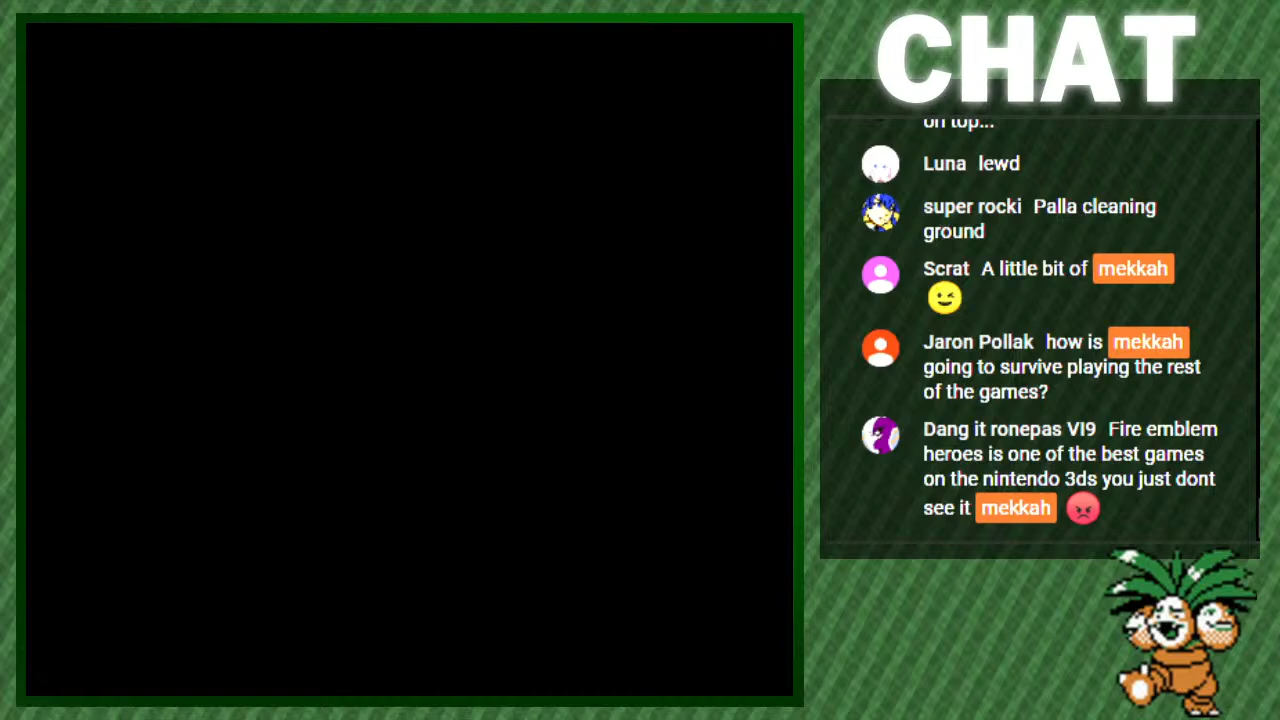 CHAT
on top...
Luna lewd
super rocki Palla cleaning
ground
Scrat A little bit of mekkah
Jaron Pollak how is mekkah
going to survive playing the rest
of the games?
Dang it ronepas VI9 Fire emblem
heroes is one of the best games
on the nintendo 3ds you just dont
see it mekkah